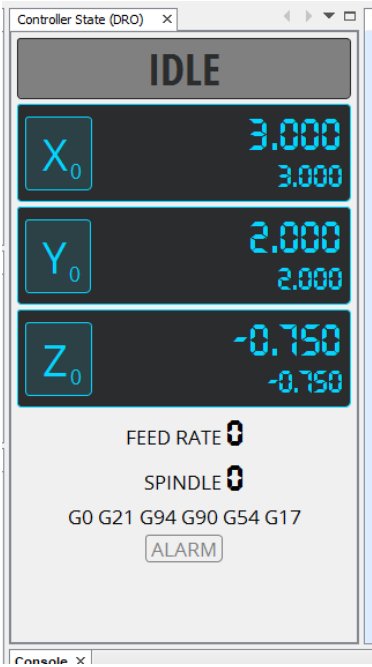 Controller State (DRO) ×
IDLE
X0 3.000
3.000
Y0 2.000
2.000
Z0 -0.750
-0.750
FEED RATE 0
SPINDLE 0
G0 G21 G94 G90 G54 G17
ALARM
Console ×